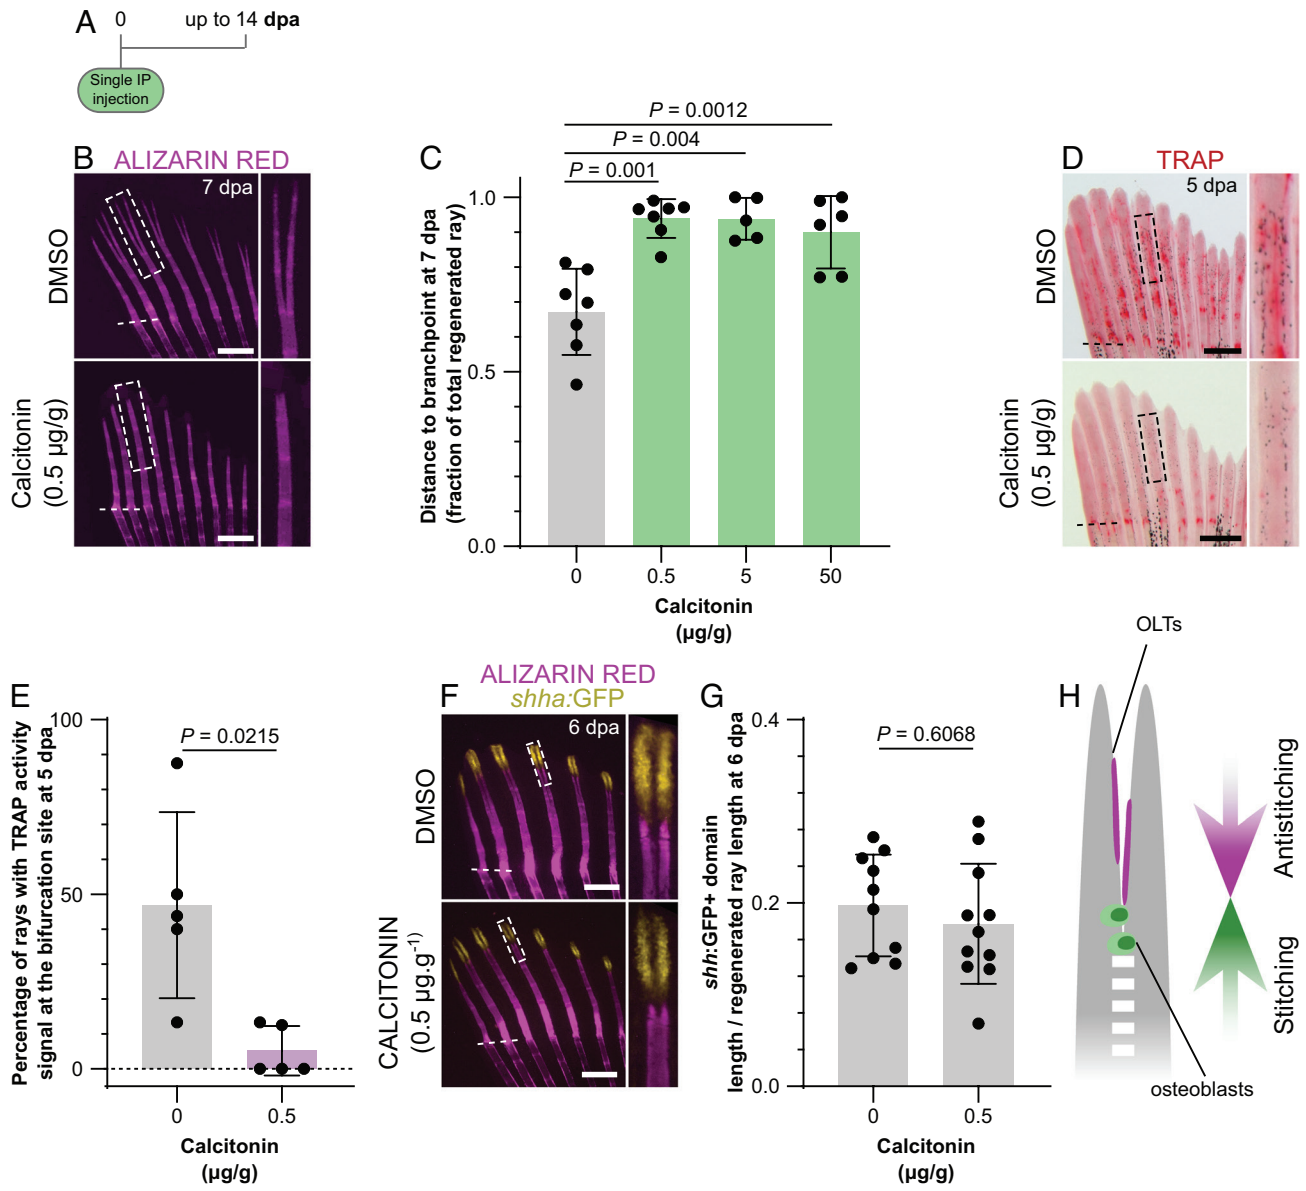 A
0
up to 14 dpa
Single IP
injection
B
ALIZARIN RED
7 dpa
DMSO
Calcitonin
(0.5 µg/g)
C
P = 0.0012
P = 0.004
P = 0.001
Distance to branchpoint at 7 dpa
(fraction of total regenerated ray)
1.0
0.5
0.0
0
0.5
5
50
Calcitonin
(µg/g)
D
TRAP
5 dpa
DMSO
Calcitonin
(0.5 µg/g)
E
Percentage of rays with TRAP activity
signal at the bifurcation site at 5 dpa
100
50
0
P = 0.0215
0
0.5
Calcitonin
(µg/g)
F
ALIZARIN RED
shha:GFP
6 dpa
DMSO
CALCITONIN
(0.5 µg.g⁻¹)
G
shh:GFP+ domain
length / regenerated ray length at 6 dpa
0.4
0.2
0.0
P = 0.6068
0
0.5
Calcitonin
(µg/g)
H
OLTs
Antistitching
Stitching
osteoblasts